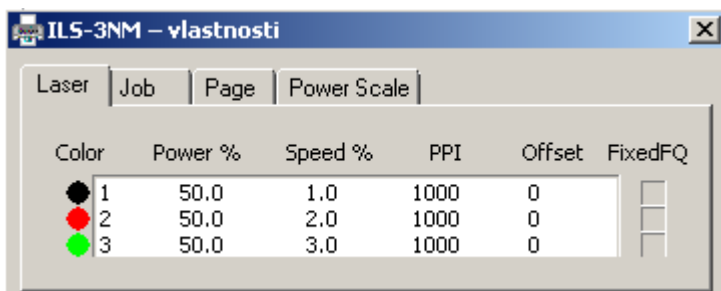 ILS-3NM – vlastnosti
Laser Job Page Power Scale
Color Power % Speed % PPI Offset FixedFQ
1 50.0 1.0 1000 0
2 50.0 2.0 1000 0
3 50.0 3.0 1000 0